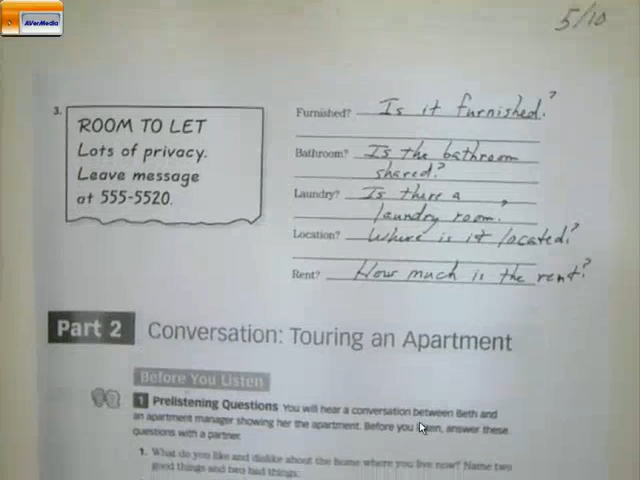 AVerMedia
5/10
3.
ROOM TO LET
Lots of privacy.
Leave message
at 555-5520.
Furnished? Is it furnished?
Bathroom? Is the bathroom
shared?
Laundry? Is there a
laundry room?
Location? Where is it located?
Rent? How much is the rent?
Part 2 Conversation: Touring an Apartment
Before You Listen
1 Prelistening Questions You will hear a conversation between Beth and
an apartment manager showing her the apartment. Before you listen, answer these
questions with a partner.
1. What do you like and dislike about the home where you live now? Name two
good things and two bad things.